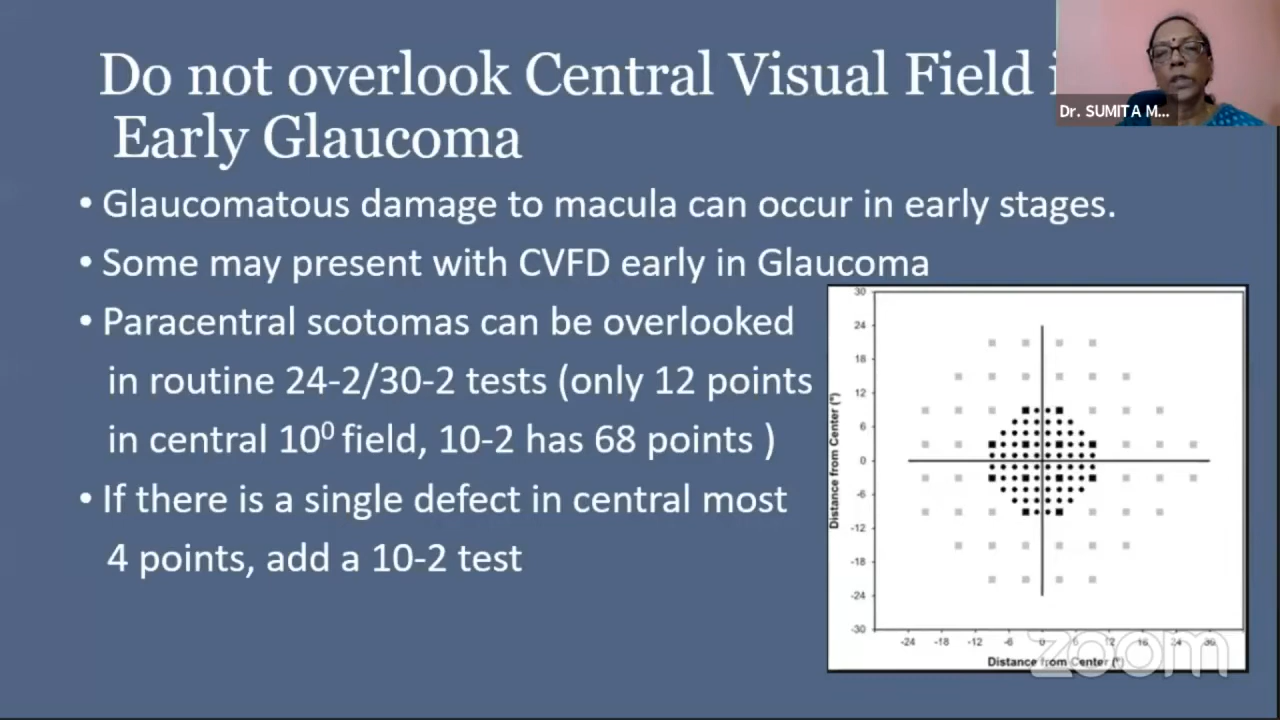 Do not overlook Central Visual Field i
Dr. SUMITA M...
Early Glaucoma
• Glaucomatous damage to macula can occur in early stages.
• Some may present with CVFD early in Glaucoma
• Paracentral scotomas can be overlooked
in routine 24-2/30-2 tests (only 12 points
in central 10⁰ field, 10-2 has 68 points )
• If there is a single defect in central most
4 points, add a 10-2 test
30
24
18
12
6
0
-6
-12
-18
-24
-30
Distance from Center (°)
-24 -18 -12 -6 0 6 12 18 24 30
Distance from Center (°)
zoom